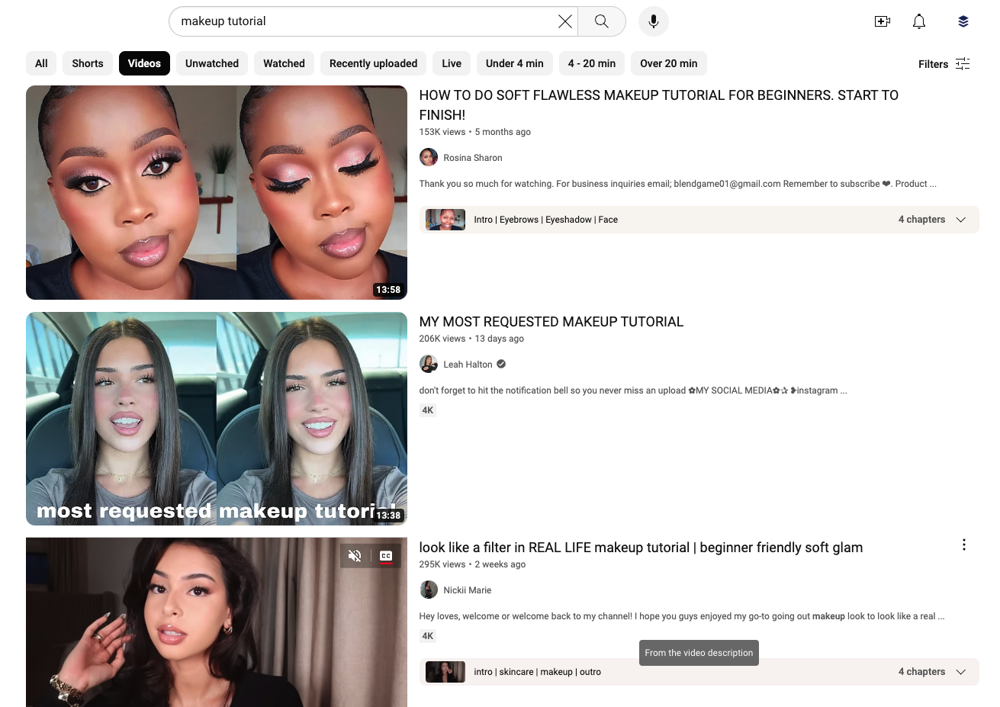 makeup tutorial
All
Shorts
Videos
Unwatched
Watched
Recently uploaded
Live
Under 4 min
4 - 20 min
Over 20 min
Filters
HOW TO DO SOFT FLAWLESS MAKEUP TUTORIAL FOR BEGINNERS. START TO
FINISH!
153K views • 5 months ago
Rosina Sharon
Thank you so much for watching. For business inquiries email; blendgame01@gmail.com Remember to subscribe ❤. Product ...
Intro | Eyebrows | Eyeshadow | Face
4 chapters
13:58
MY MOST REQUESTED MAKEUP TUTORIAL
206K views • 13 days ago
Leah Halton
don't forget to hit the notification bell so you never miss an upload ✿MY SOCIAL MEDIA✿✰ ❥instagram ...
4K
most requested makeup tutorial
13:38
look like a filter in REAL LIFE makeup tutorial | beginner friendly soft glam
295K views • 2 weeks ago
Nickii Marie
Hey loves, welcome or welcome back to my channel! I hope you guys enjoyed my go-to going out makeup look to look like a real ...
4K
From the video description
intro | skincare | makeup | outro
4 chapters
CC